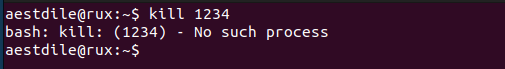 aestdile@rux:~$ kill 1234
bash: kill: (1234) - No such process
aestdile@rux:~$